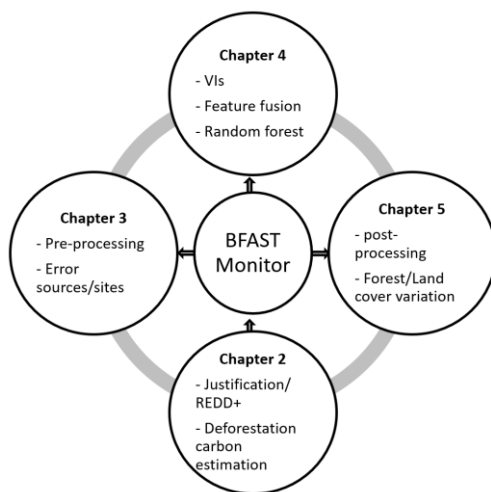 Chapter 4
- VIs
- Feature fusion
- Random forest
Chapter 3
- Pre-processing
- Error
sources/sites
BFAST
Monitor
Chapter 5
- post-
processing
- Forest/Land
cover variation
Chapter 2
- Justification/
REDD+
- Deforestation
carbon
estimation